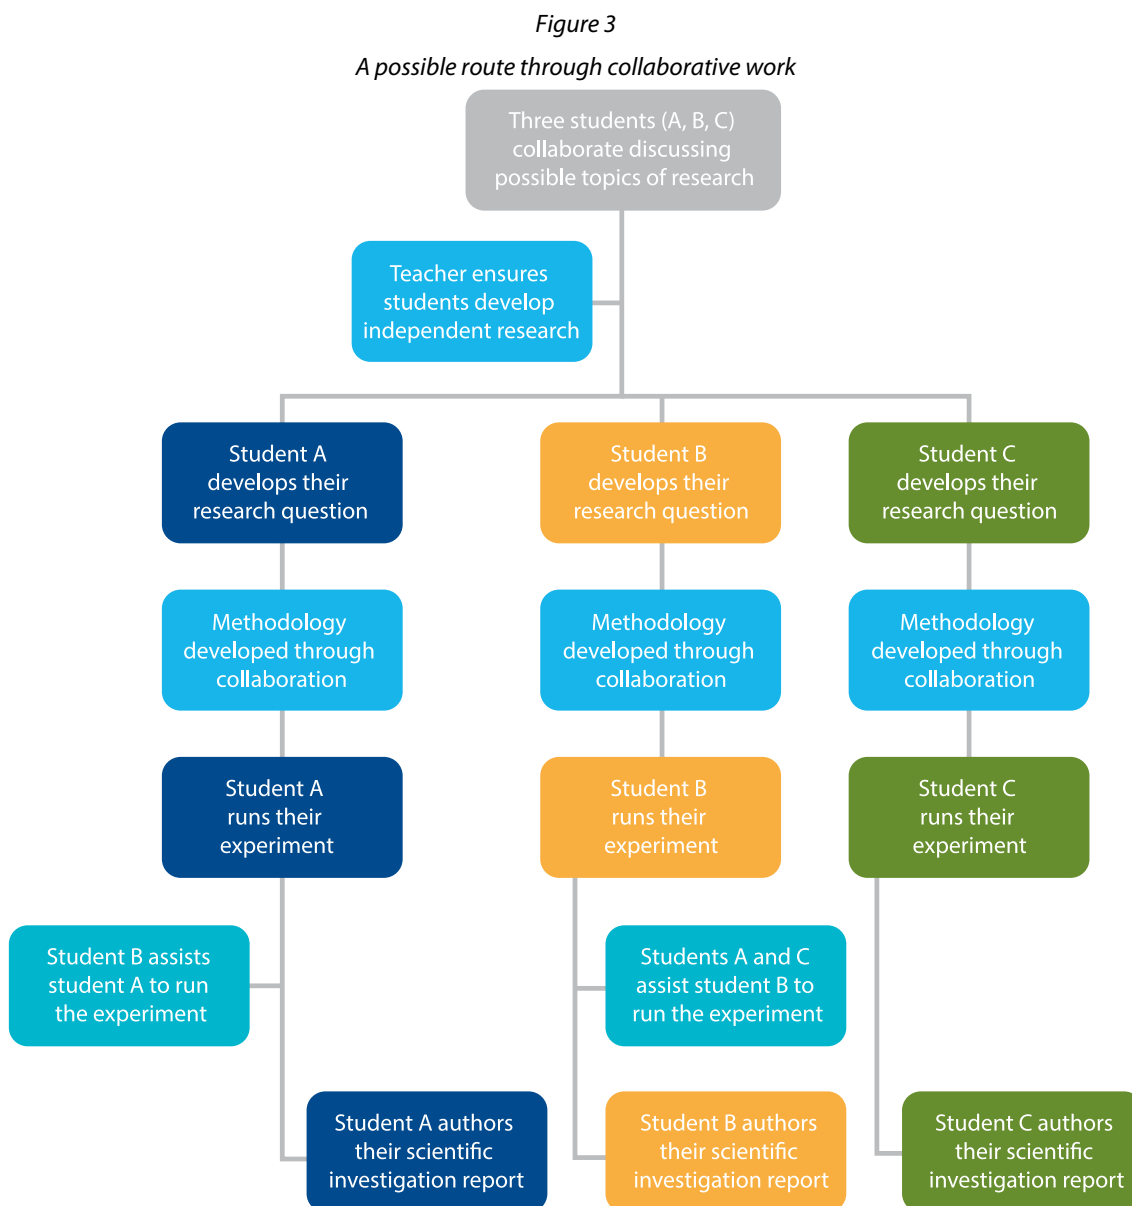 Figure 3
A possible route through collaborative work
Three students (A, B, C)
collaborate discussing
possible topics of research
Teacher ensures
students develop
independent research
Student A
develops their
research question
Student B
develops their
research question
Student C
develops their
research question
Methodology
developed through
collaboration
Methodology
developed through
collaboration
Methodology
developed through
collaboration
Student A
runs their
experiment
Student B
runs their
experiment
Student C
runs their
experiment
Student B assists
student A to run
the experiment
Students A and C
assist student B to
run the experiment
Student A authors
their scientific
investigation report
Student B authors
their scientific
investigation report
Student C authors
their scientific
investigation report